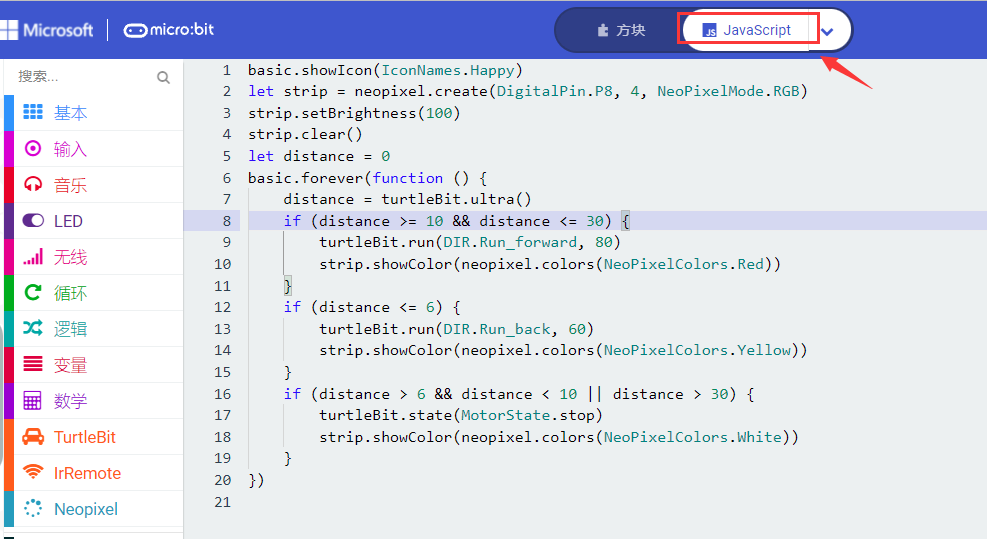 Microsoft micro:bit 方块 JS JavaScript
搜索...
基本
输入
音乐
LED
无线
循环
逻辑
变量
数学
TurtleBit
IrRemote
Neopixel
1 basic.showIcon(IconNames.Happy)
2 let strip = neopixel.create(DigitalPin.P8, 4, NeoPixelMode.RGB)
3 strip.setBrightness(100)
4 strip.clear()
5 let distance = 0
6 basic.forever(function () {
7     distance = turtleBit.ultra()
8     if (distance >= 10 && distance <= 30) {
9         turtleBit.run(DIR.Run_forward, 80)
10         strip.showColor(neopixel.colors(NeoPixelColors.Red))
11     }
12     if (distance <= 6) {
13         turtleBit.run(DIR.Run_back, 60)
14         strip.showColor(neopixel.colors(NeoPixelColors.Yellow))
15     }
16     if (distance > 6 && distance < 10 || distance > 30) {
17         turtleBit.state(MotorState.stop)
18         strip.showColor(neopixel.colors(NeoPixelColors.White))
19     }
20 })
21